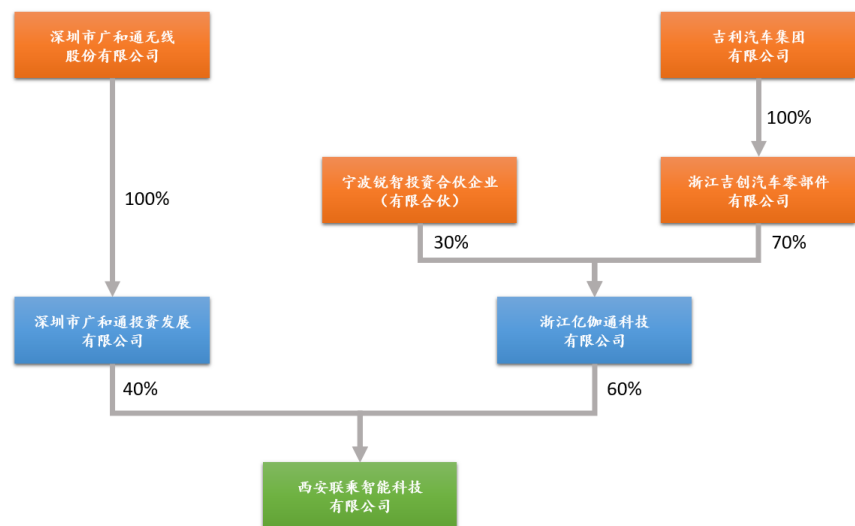 深圳市广和通无线
股份有限公司
吉利汽车集团
有限公司
100%
100%
宁波锐智投资合伙企业
（有限合伙）
浙江吉创汽车零部件
有限公司
30%
70%
深圳市广和通投资发展
有限公司
浙江亿伽通科技
有限公司
40%
60%
西安联乘智能科技
有限公司